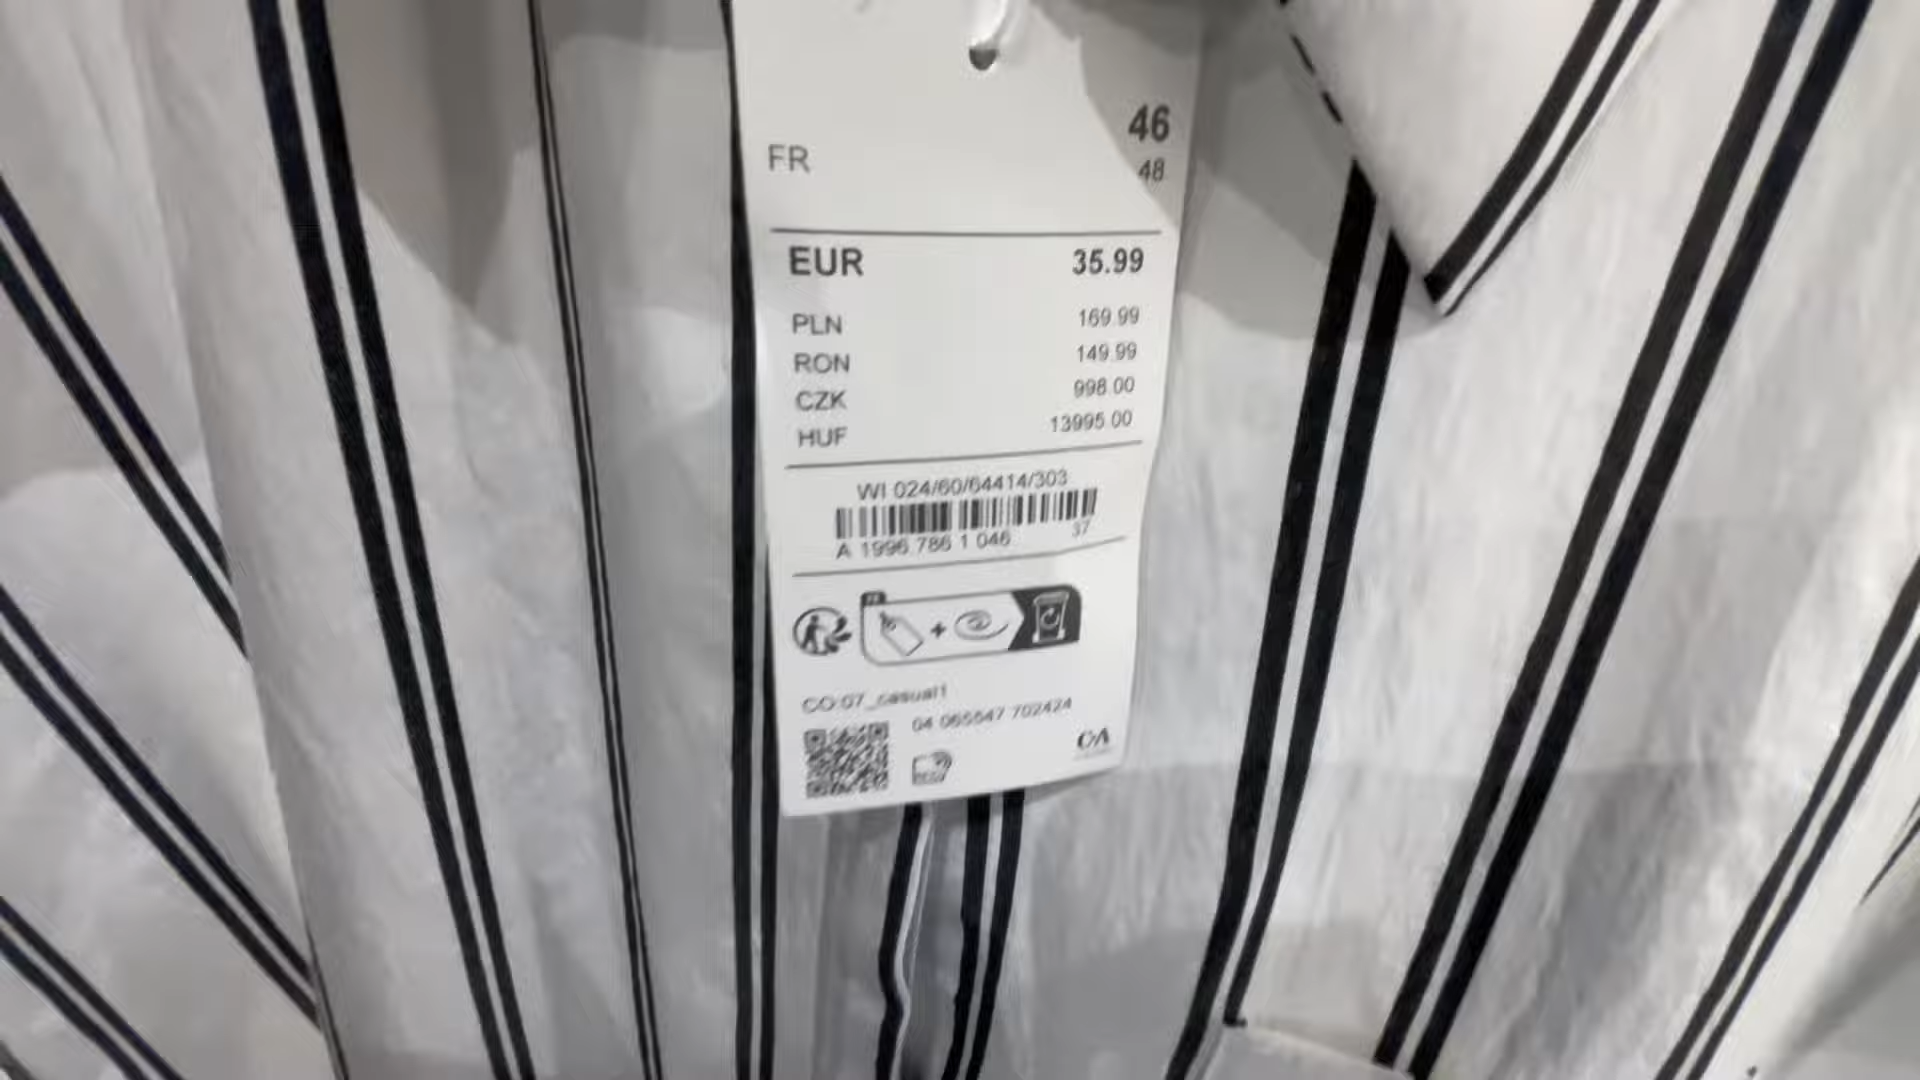 46
FR 48
EUR 35.99
PLN 169.99
RON 149.99
CZK 998.00
HUF 13995.00
WI 024/60/64414/303
A 1996 786 1 046 37
FR
+
CO:07_casual1
04 065547 702424
C&A